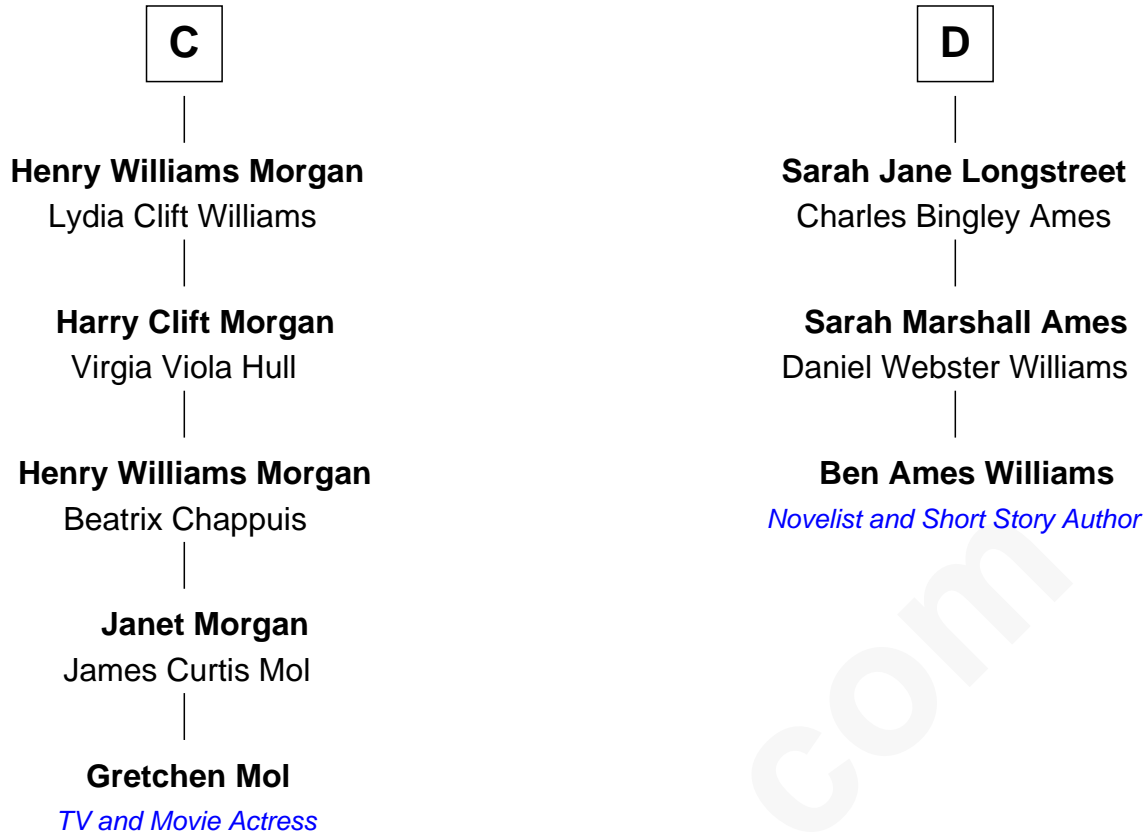 C
Henry Williams Morgan
Lydia Clift Williams
Harry Clift Morgan
Virgia Viola Hull
Henry Williams Morgan
Beatrix Chappuis
Janet Morgan
James Curtis Mol
Gretchen Mol
TV and Movie Actress
D
Sarah Jane Longstreet
Charles Bingley Ames
Sarah Marshall Ames
Daniel Webster Williams
Ben Ames Williams
Novelist and Short Story Author
com